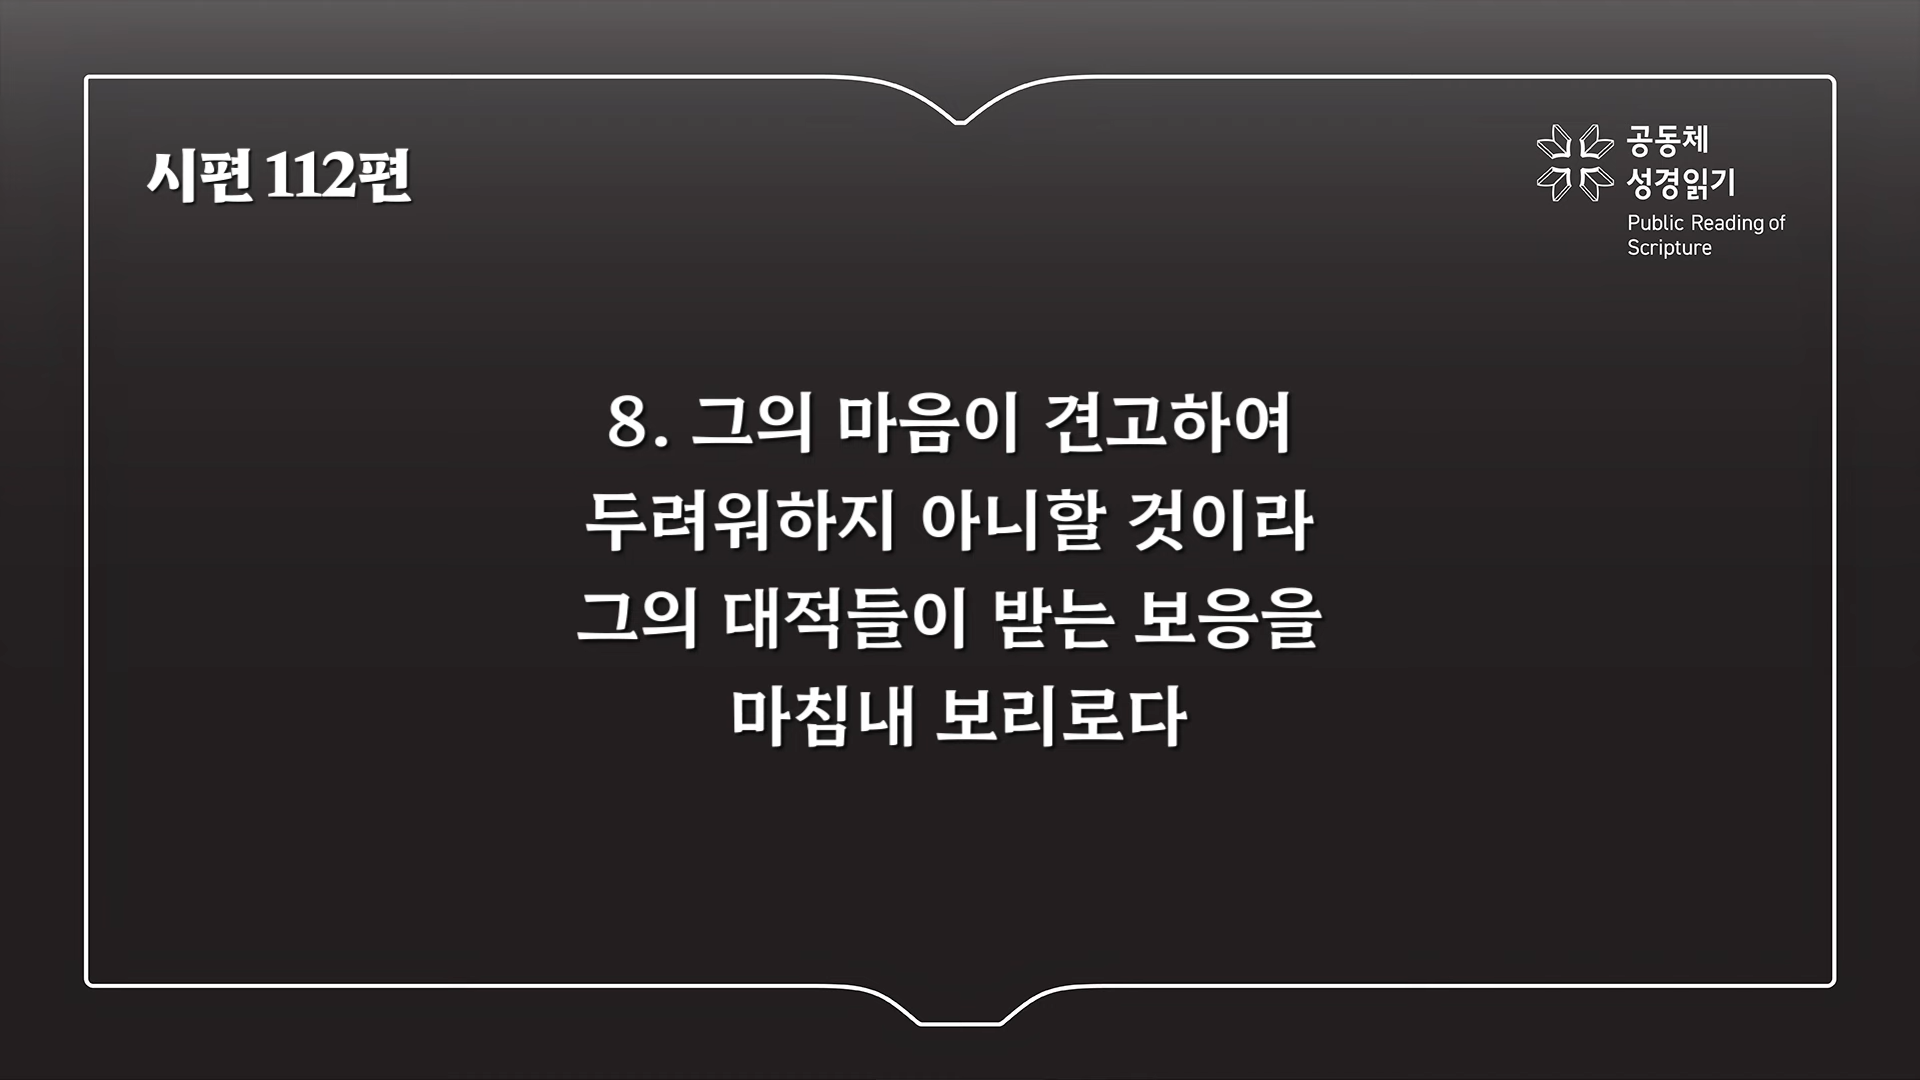 시편 112편
공동체
성경읽기
Public Reading of
Scripture
8. 그의 마음이 견고하여
두려워하지 아니할 것이라
그의 대적들이 받는 보응을
마침내 보리로다